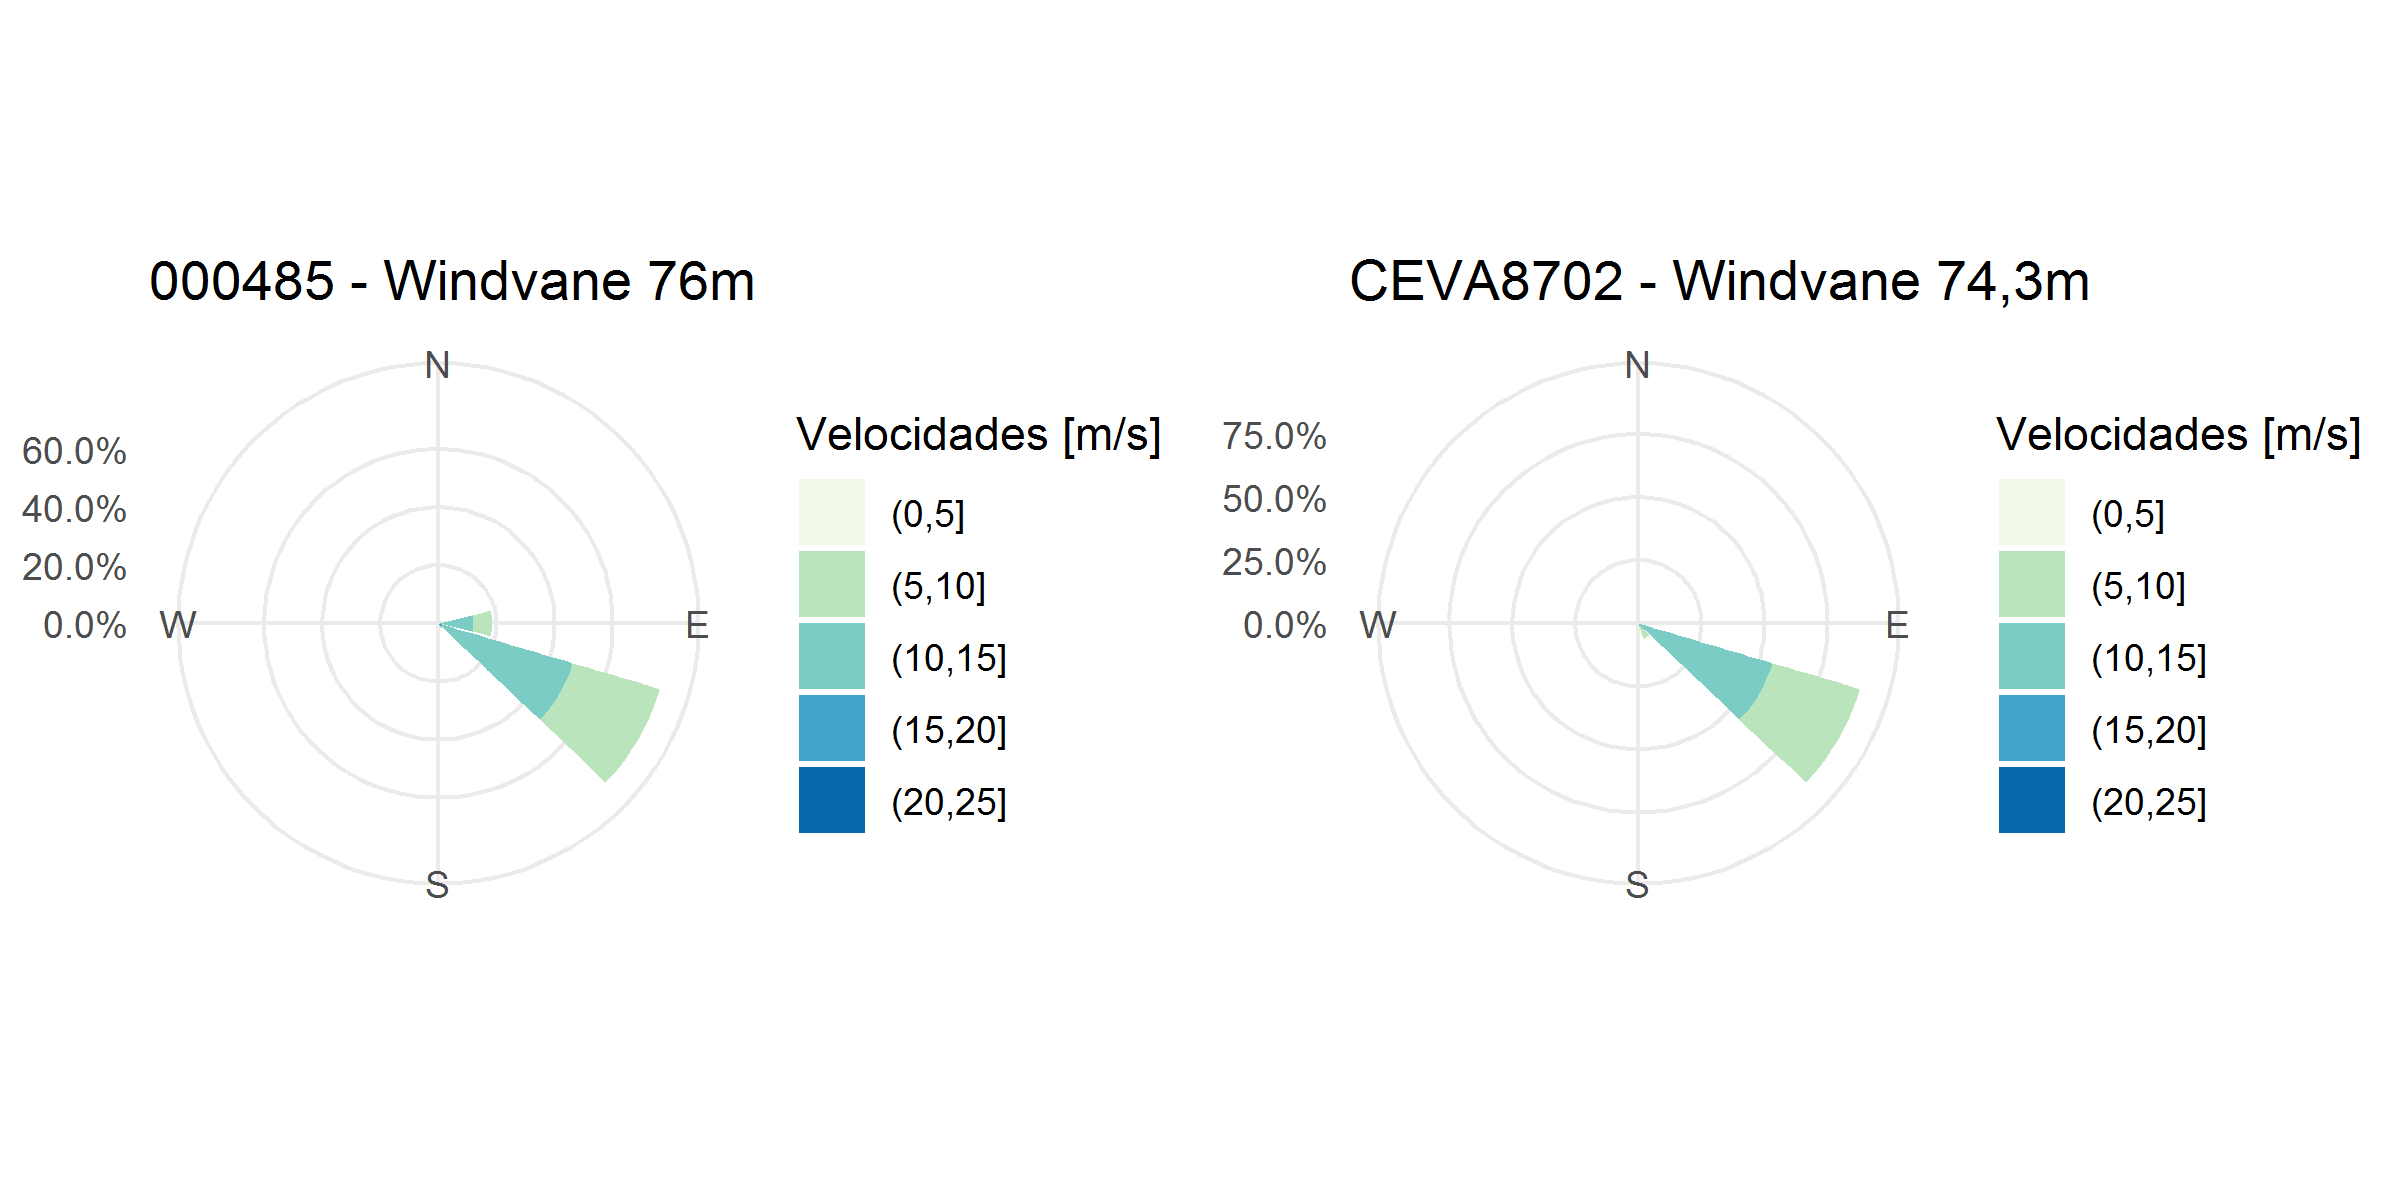 000485 - Windvane 76m
N
60.0%
40.0%
20.0%
0.0%
W
E
S
Velocidades [m/s]
(0,5]
(5,10]
(10,15]
(15,20]
(20,25]
CEVA8702 - Windvane 74,3m
N
75.0%
50.0%
25.0%
0.0%
W
E
S
Velocidades [m/s]
(0,5]
(5,10]
(10,15]
(15,20]
(20,25]